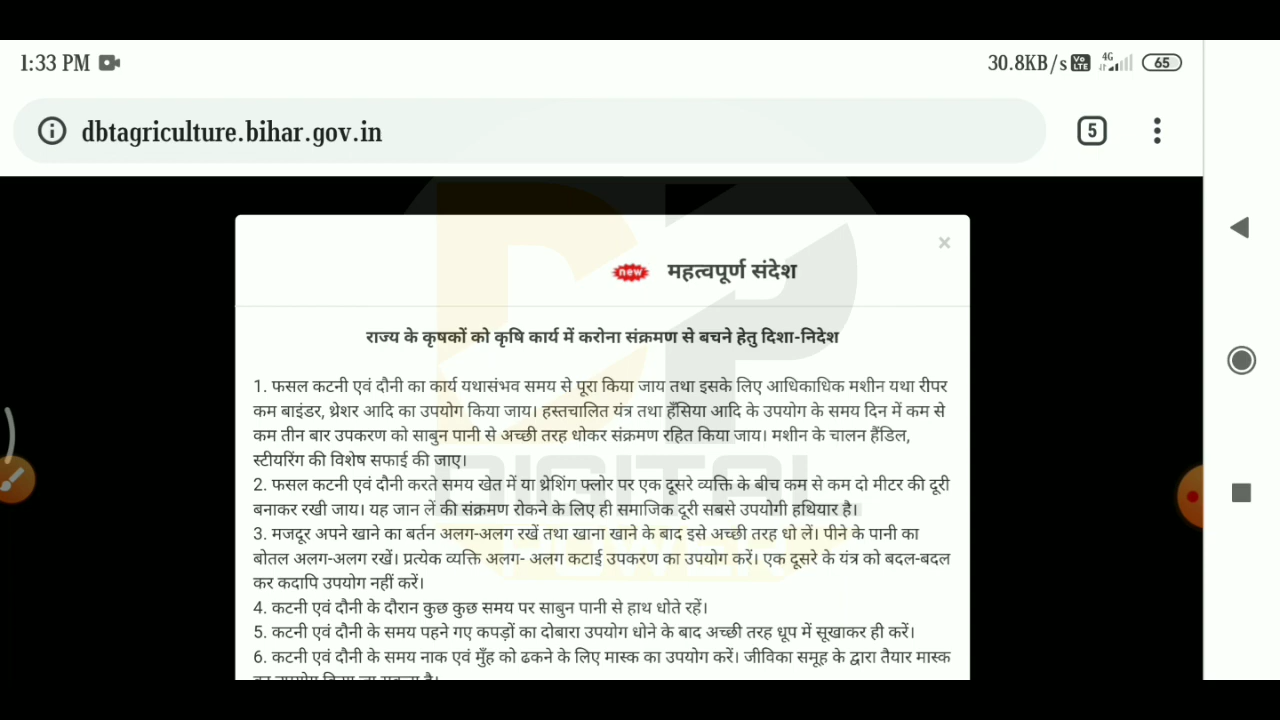 1:33 PM
30.8KB/s Vo LTE 4G 65
dbtagriculture.bihar.gov.in
5
×
new महत्वपूर्ण संदेश
राज्य के कृषकों को कृषि कार्य में करोना संक्रमण से बचने हेतु दिशा-निदेश
1. फसल कटनी एवं दौनी का कार्य यथासंभव समय से पूरा किया जाय तथा इसके लिए आधिकाधिक मशीन यथा रीपर
कम बाइंडर, थ्रेशर आदि का उपयोग किया जाय। हस्तचालित यंत्र तथा हँसिया आदि के उपयोग के समय दिन में कम से
कम तीन बार उपकरण को साबुन पानी से अच्छी तरह धोकर संक्रमण रहित किया जाय। मशीन के चालन हैंडिल,
स्टीयरिंग की विशेष सफाई की जाए।
2. फसल कटनी एवं दौनी करते समय खेत में या थ्रेशिंग फ्लोर पर एक दूसरे व्यक्ति के बीच कम से कम दो मीटर की दूरी
बनाकर रखी जाय। यह जान लें की संक्रमण रोकने के लिए ही समाजिक दूरी सबसे उपयोगी हथियार है।
3. मजदूर अपने खाने का बर्तन अलग-अलग रखें तथा खाना खाने के बाद इसे अच्छी तरह धो लें। पीने के पानी का
बोतल अलग-अलग रखें। प्रत्येक व्यक्ति अलग- अलग कटाई उपकरण का उपयोग करें। एक दूसरे के यंत्र को बदल-बदल
कर कदापि उपयोग नहीं करें।
4. कटनी एवं दौनी के दौरान कुछ कुछ समय पर साबुन पानी से हाथ धोते रहें।
5. कटनी एवं दौनी के समय पहने गए कपड़ों का दोबारा उपयोग धोने के बाद अच्छी तरह धूप में सूखाकर ही करें।
6. कटनी एवं दौनी के समय नाक एवं मुँह को ढकने के लिए मास्क का उपयोग करें। जीविका समूह के द्वारा तैयार मास्क
DIGITAL
POWER